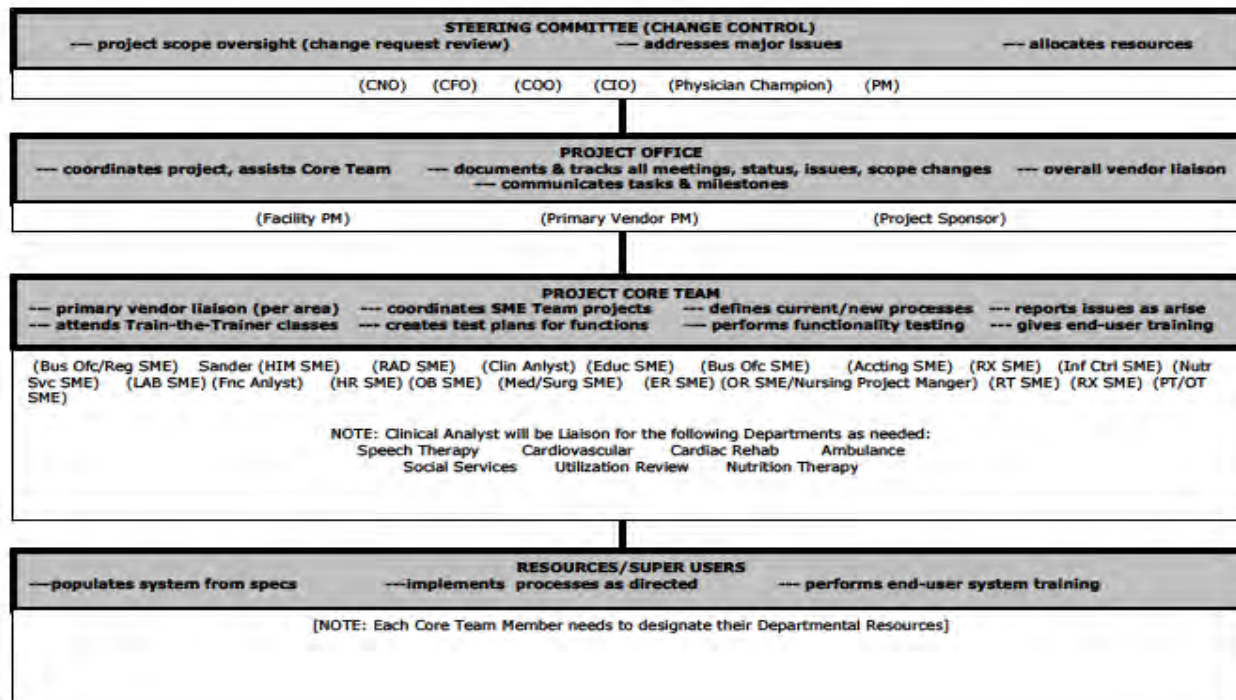 STEERING COMMITTEE (CHANGE CONTROL)
--- project scope oversight (change request review) --- addresses major issues --- allocates resources
(CNO) (CFO) (COO) (CIO) (Physician Champion) (PM)
PROJECT OFFICE
--- coordinates project, assists Core Team --- documents & tracks all meetings, status, issues, scope changes --- overall vendor liaison
--- communicates tasks & milestones
(Facility PM) (Primary Vendor PM) (Project Sponsor)
PROJECT CORE TEAM
--- primary vendor liaison (per area) --- coordinates SME Team projects --- defines current/new processes --- reports issues as arise
--- attends Train-the-Trainer classes --- creates test plans for functions --- performs functionality testing --- gives end-user training
(Bus Ofc/Reg SME) Sander (HIM SME) (RAD SME) (Clin Anlyst) (Educ SME) (Bus Ofc SME) (Accting SME) (RX SME) (Inf Ctrl SME) (Nutr
Svc SME) (LAB SME) (Fnc Anlyst) (HR SME) (OB SME) (Med/Surg SME) (ER SME) (OR SME/Nursing Project Manger) (RT SME) (RX SME) (PT/OT
SME)
NOTE: Clinical Analyst will be Liaison for the following Departments as needed:
Speech Therapy Cardiovascular Cardiac Rehab Ambulance
Social Services Utilization Review Nutrition Therapy
RESOURCES/SUPER USERS
---populates system from specs ---implements processes as directed --- performs end-user system training
[NOTE: Each Core Team Member needs to designate their Departmental Resources]